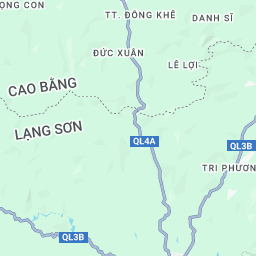 ỌNG CON
TT. ĐÔNG KHÊ
DANH SĨ
ĐỨC XUÂN
LÊ LỢI
CAO BẰNG
LẠNG SƠN
QL4A
QL3B
TRI PHƯƠN
QL3B